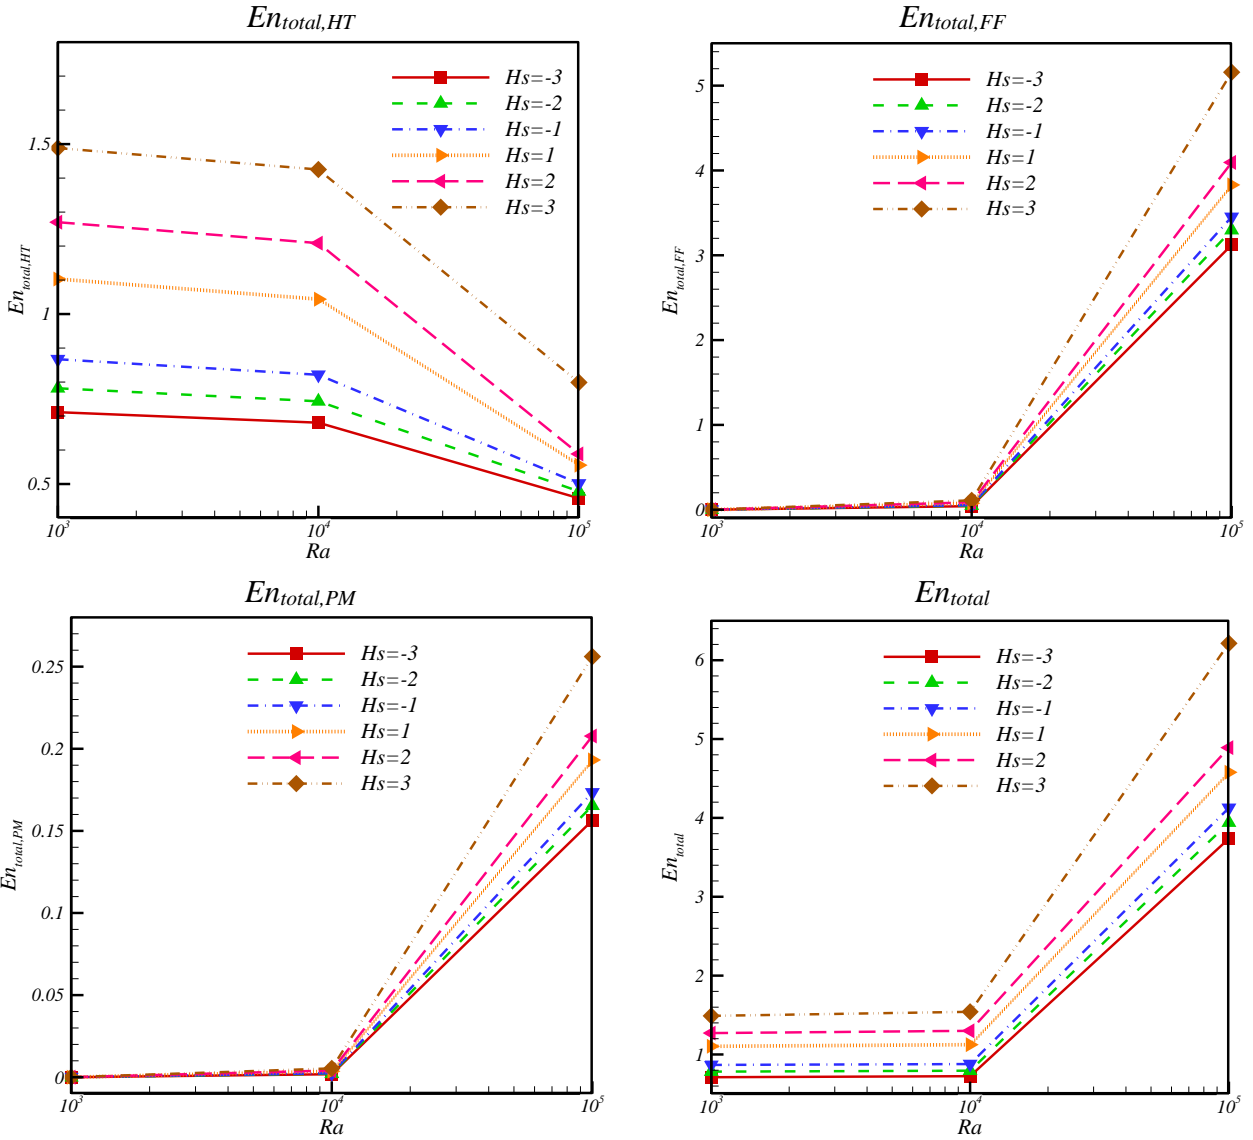 En_total,HT
Hs=-3
Hs=-2
Hs=-1
Hs=1
Hs=2
Hs=3
1.5
1
0.5
En_total,HT
10^3
10^4
10^5
Ra
En_total,FF
Hs=-3
Hs=-2
Hs=-1
Hs=1
Hs=2
Hs=3
5
4
3
2
1
0
En_total,FF
10^3
10^4
10^5
Ra
En_total,PM
Hs=-3
Hs=-2
Hs=-1
Hs=1
Hs=2
Hs=3
0.25
0.2
0.15
0.1
0.05
0
En_total,PM
10^3
10^4
10^5
Ra
En_total
Hs=-3
Hs=-2
Hs=-1
Hs=1
Hs=2
Hs=3
6
5
4
3
2
1
En_total
10^3
10^4
10^5
Ra